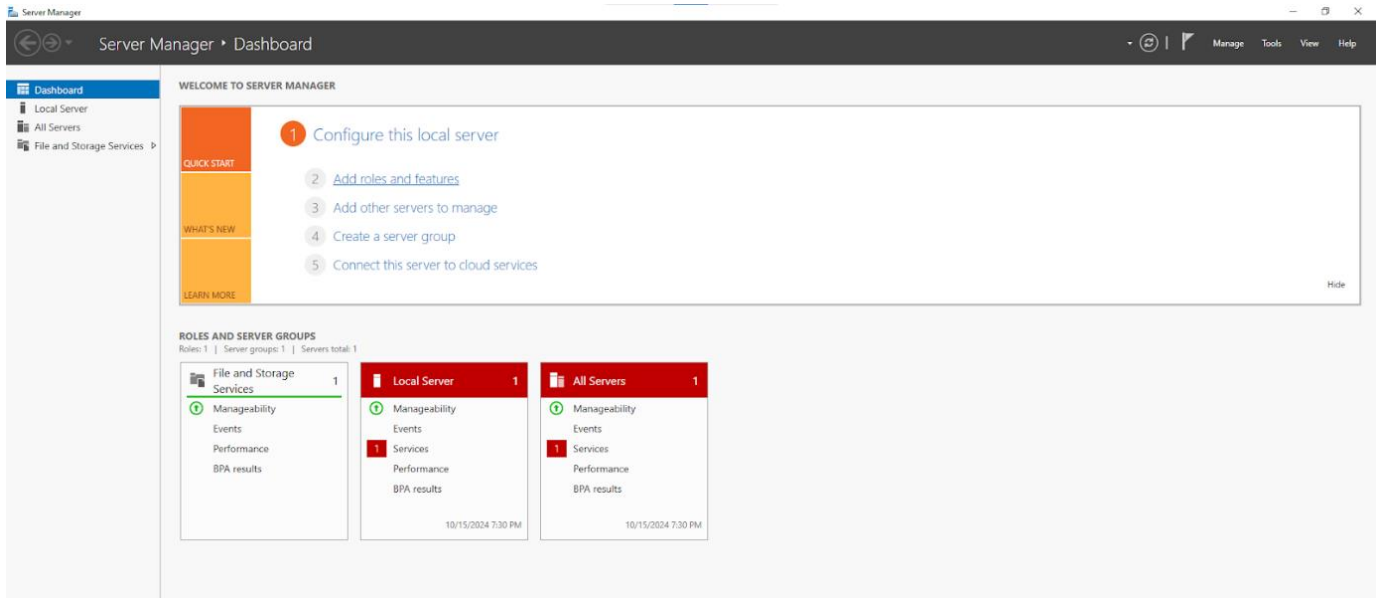 Server Manager
Server Manager • Dashboard
Manage Tools View Help
Dashboard
Local Server
All Servers
File and Storage Services
WELCOME TO SERVER MANAGER
QUICK START
WHAT'S NEW
LEARN MORE
1 Configure this local server
2 Add roles and features
3 Add other servers to manage
4 Create a server group
5 Connect this server to cloud services
Hide
ROLES AND SERVER GROUPS
Roles: 1 | Server groups: 1 | Servers total: 1
File and Storage
Services 1
Manageability
Events
Performance
BPA results
Local Server 1
Manageability
Events
1 Services
Performance
BPA results
10/15/2024 7:30 PM
All Servers 1
Manageability
Events
1 Services
Performance
BPA results
10/15/2024 7:30 PM